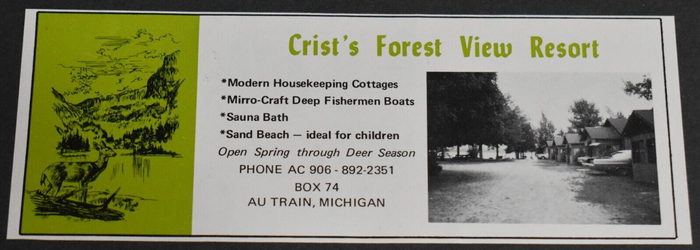 Crist's Forest View Resort
*Modern Housekeeping Cottages
*Mirro-Craft Deep Fishermen Boats
*Sauna Bath
*Sand Beach — ideal for children
Open Spring through Deer Season
PHONE AC 906 - 892-2351
BOX 74
AU TRAIN, MICHIGAN